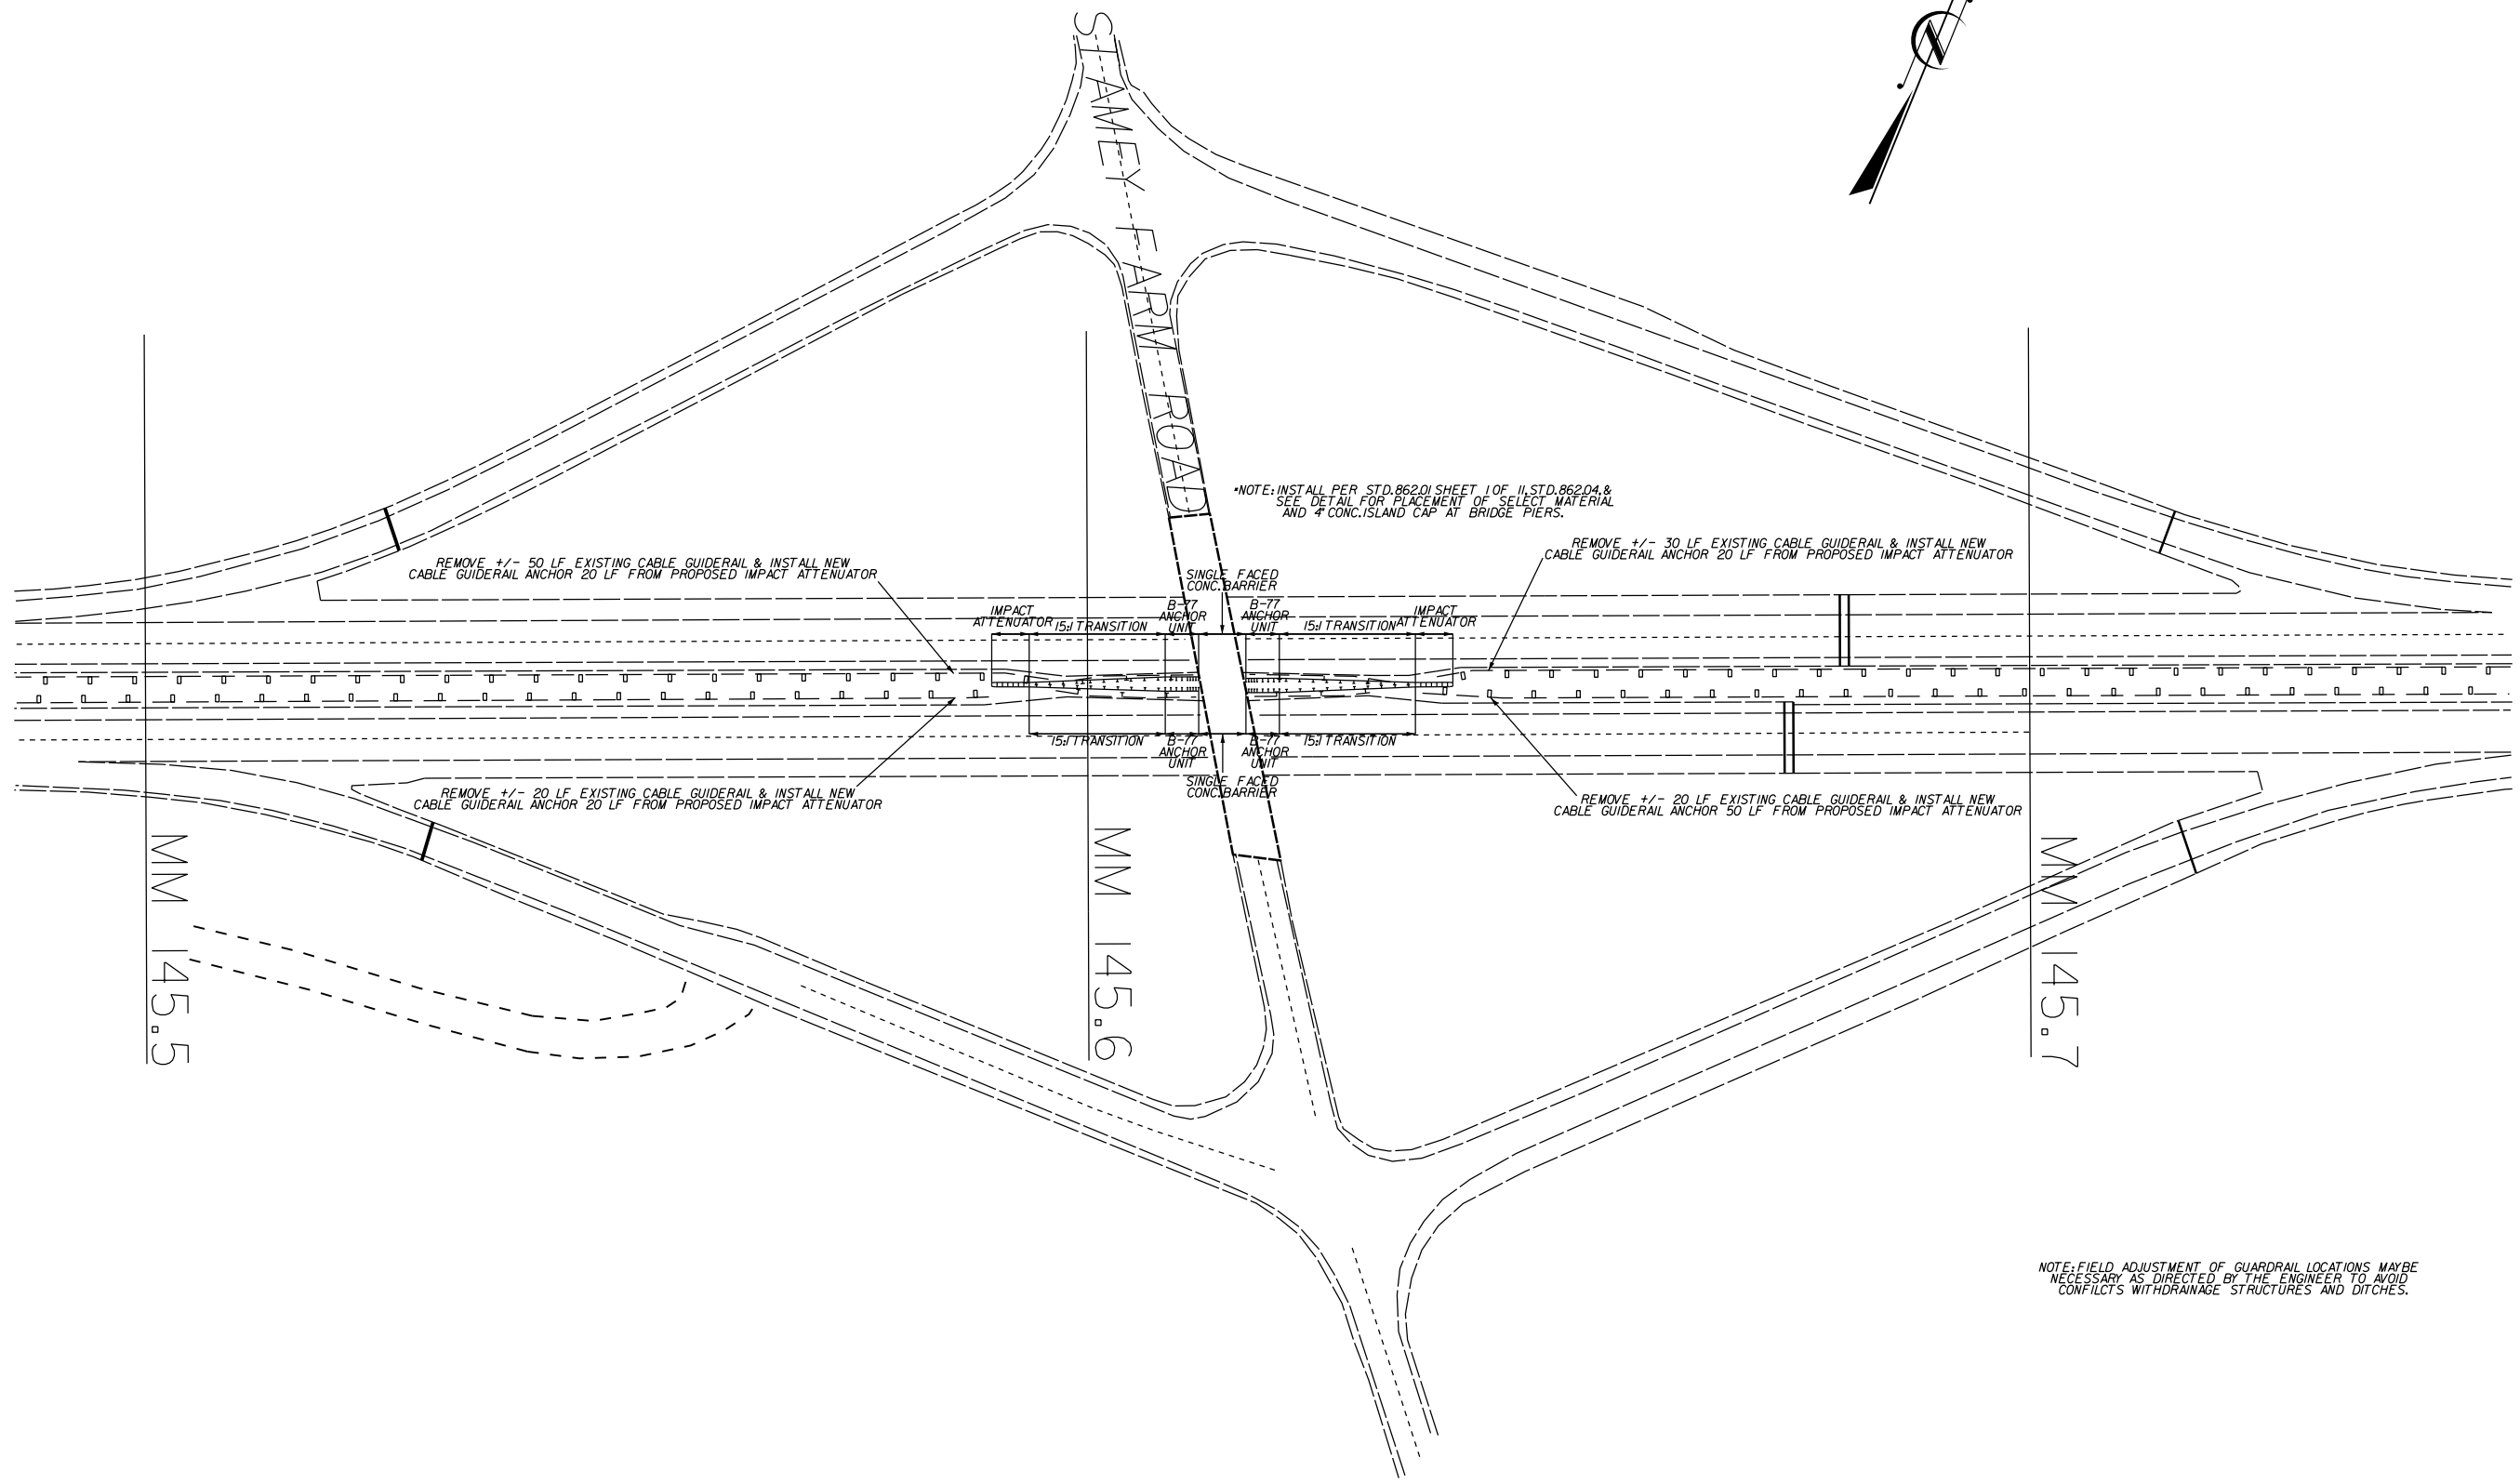 N
STAMEY FARM ROAD
*NOTE: INSTALL PER STD. 862.01 SHEET 1 OF 11, STD. 862.04, &
SEE DETAIL FOR PLACEMENT OF SELECT MATERIAL
AND 4" CONC. ISLAND CAP AT BRIDGE PIERS.
REMOVE +/- 50 LF EXISTING CABLE GUIDERAIL & INSTALL NEW
CABLE GUIDERAIL ANCHOR 20 LF FROM PROPOSED IMPACT ATTENUATOR
REMOVE +/- 30 LF EXISTING CABLE GUIDERAIL & INSTALL NEW
CABLE GUIDERAIL ANCHOR 20 LF FROM PROPOSED IMPACT ATTENUATOR
SINGLE FACED
CONC. BARRIER
IMPACT
ATTENUATOR
15:1 TRANSITION
B-77
ANCHOR
UNIT
B-77
ANCHOR
UNIT
15:1 TRANSITION
IMPACT
ATTENUATOR
15:1 TRANSITION
B-77
ANCHOR
UNIT
B-77
ANCHOR
UNIT
15:1 TRANSITION
SINGLE FACED
CONC. BARRIER
REMOVE +/- 20 LF EXISTING CABLE GUIDERAIL & INSTALL NEW
CABLE GUIDERAIL ANCHOR 20 LF FROM PROPOSED IMPACT ATTENUATOR
REMOVE +/- 20 LF EXISTING CABLE GUIDERAIL & INSTALL NEW
CABLE GUIDERAIL ANCHOR 50 LF FROM PROPOSED IMPACT ATTENUATOR
MM 145.5
MM 145.6
MM 145.7
NOTE: FIELD ADJUSTMENT OF GUARDRAIL LOCATIONS MAYBE
NECESSARY AS DIRECTED BY THE ENGINEER TO AVOID
CONFILCTS WITHDRAINAGE STRUCTURES AND DITCHES.